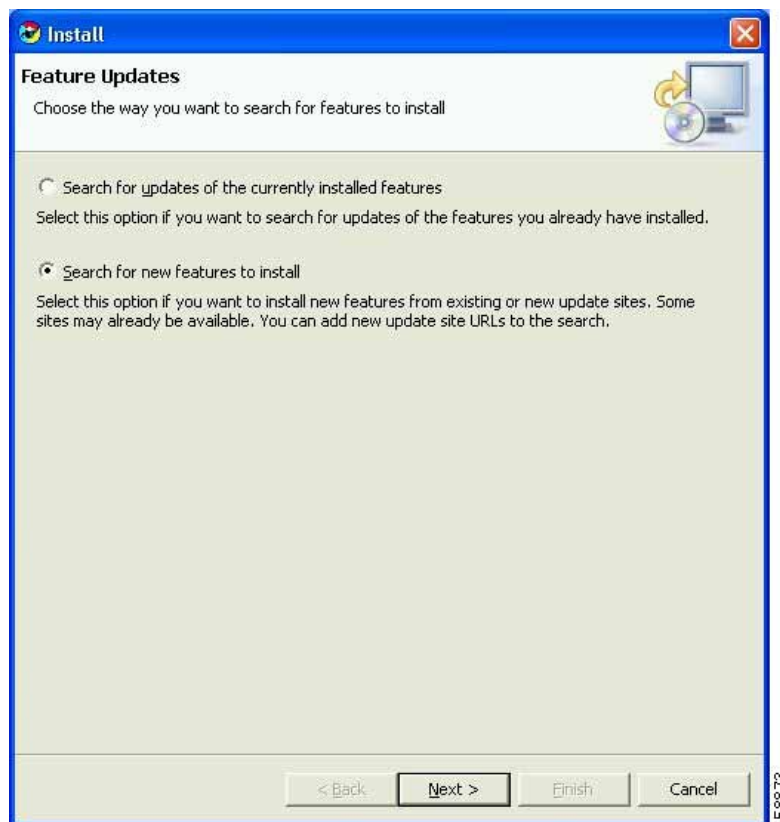 Install
Feature Updates
Choose the way you want to search for features to install
Search for updates of the currently installed features
Select this option if you want to search for updates of the features you already have installed.
Search for new features to install
Select this option if you want to install new features from existing or new update sites. Some
sites may already be available. You can add new update site URLs to the search.
< Back
Next >
Finish
Cancel